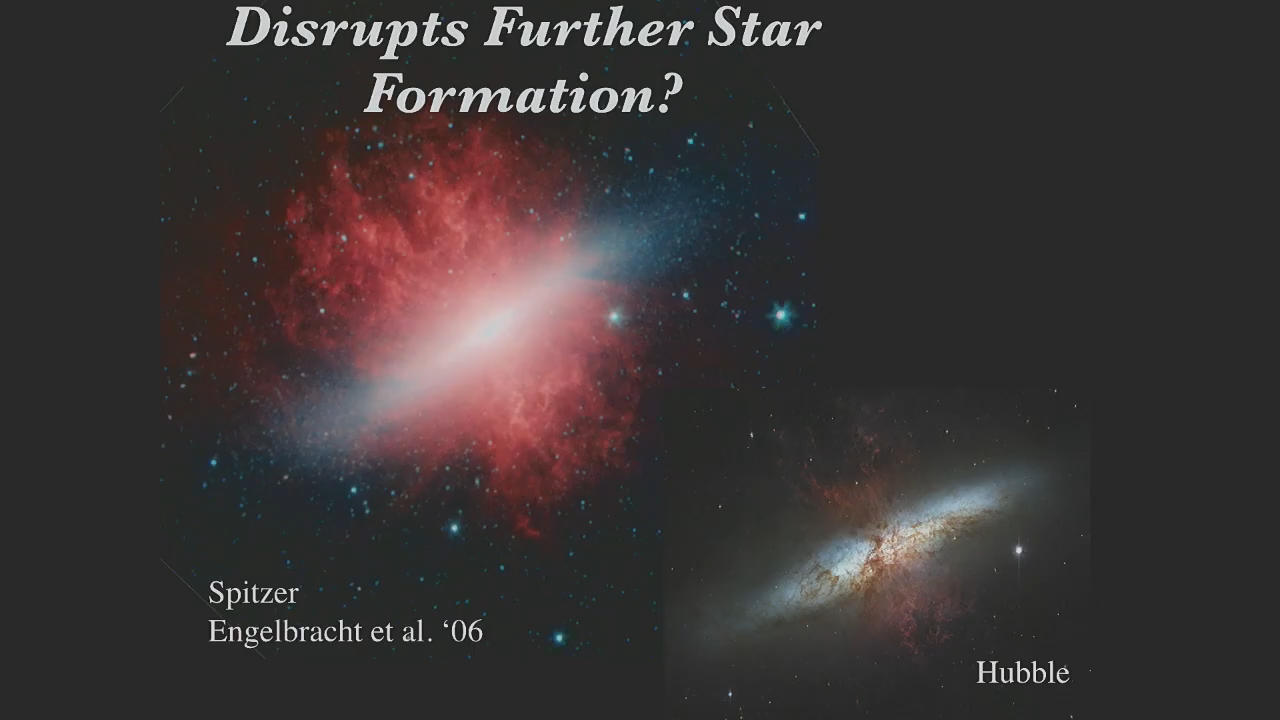 Disrupts Further Star
Formation?
Spitzer
Engelbracht et al. ‘06
Hubble